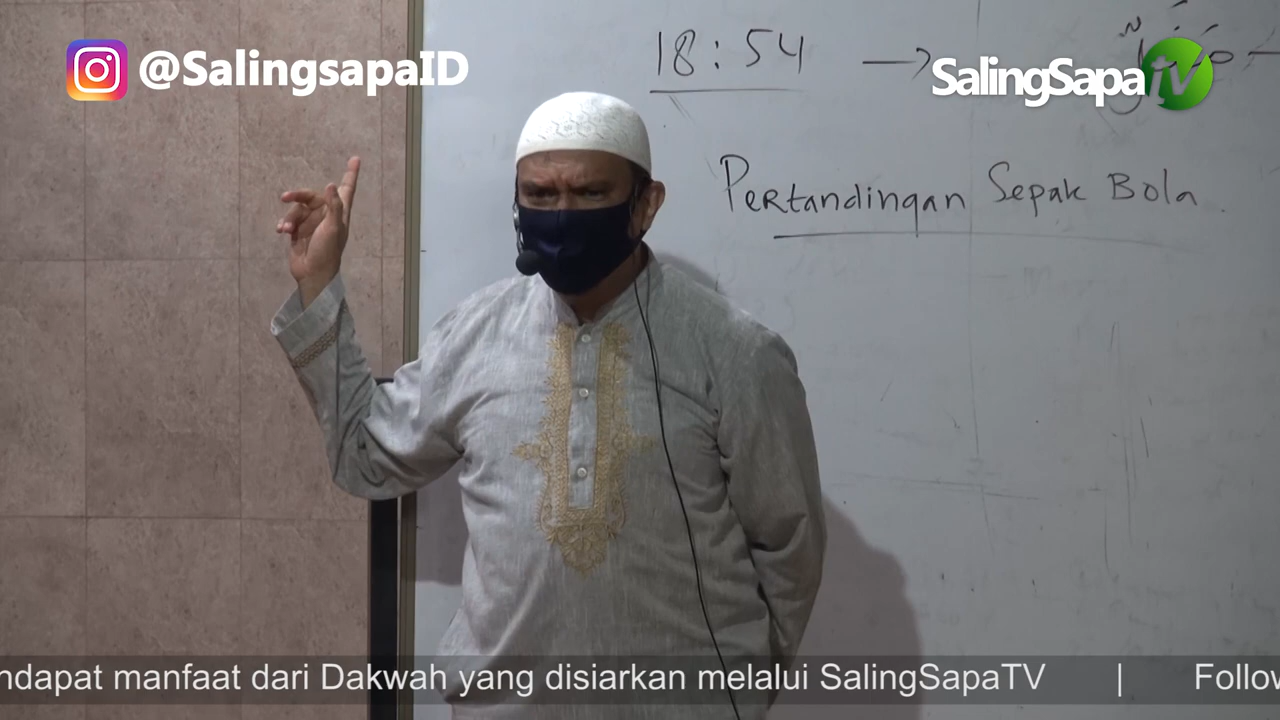 @SalingsapaID
18:54 →
SalingSapaTV
Pertandingan Sepak Bola
ndapat manfaat dari Dakwah yang disiarkan melalui SalingSapaTV | Follow